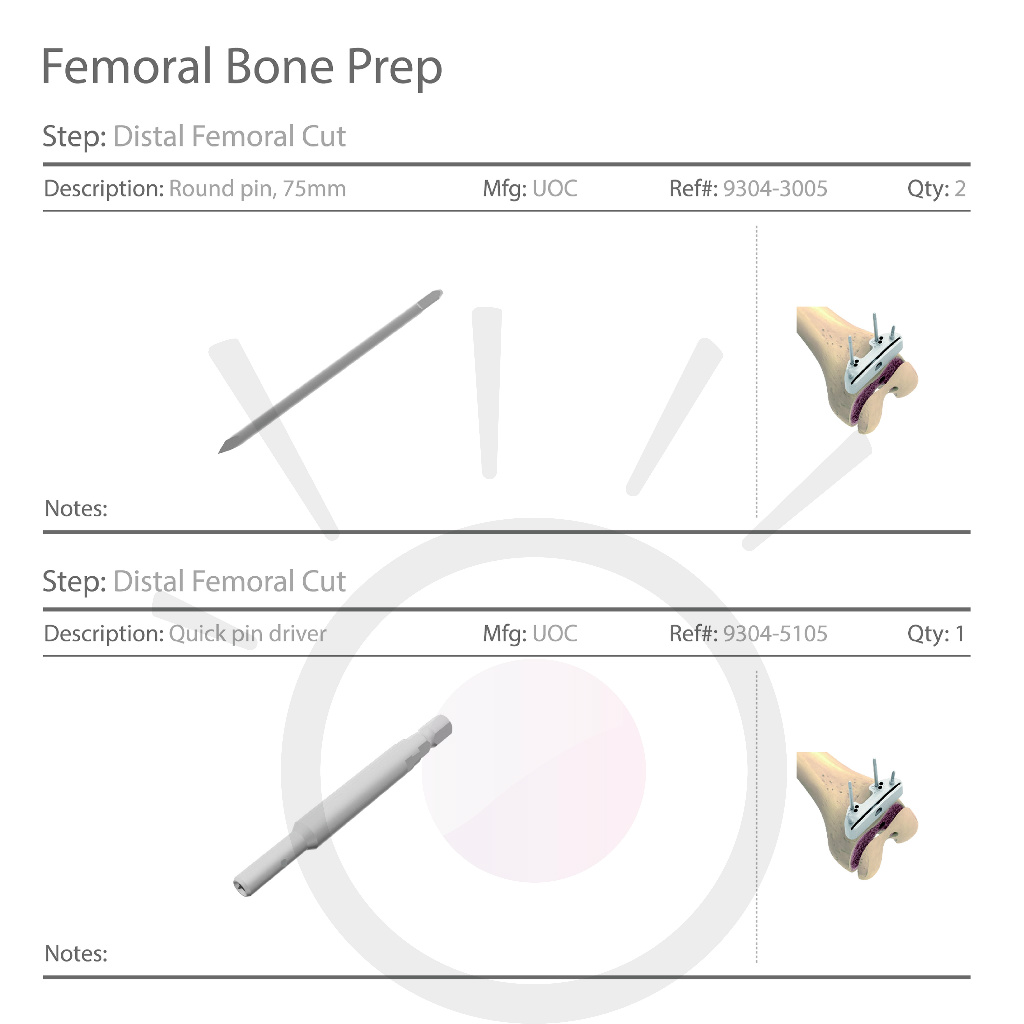 Femoral Bone Prep
Step: Distal Femoral Cut
Description: Round pin, 75mm Mfg: UOC Ref#: 9304-3005 Qty: 2
Notes:
Step: Distal Femoral Cut
Description: Quick pin driver Mfg: UOC Ref#: 9304-5105 Qty: 1
Notes: